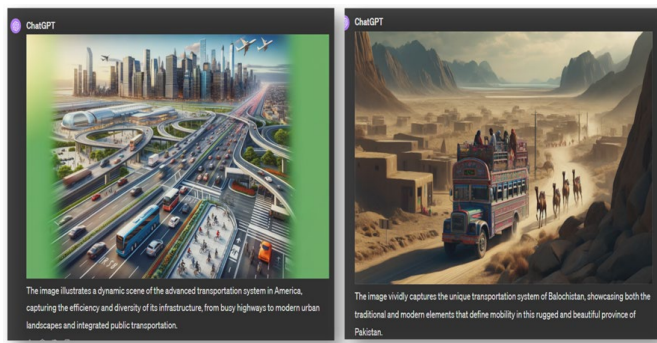 ChatGPT
The image illustrates a dynamic scene of the advanced transportation system in America,
capturing the efficiency and diversity of its infrastructure, from busy highways to modern urban
landscapes and integrated public transportation.
ChatGPT
The image vividly captures the unique transportation system of Balochistan, showcasing both the
traditional and modern elements that define mobility in this rugged and beautiful province of
Pakistan.